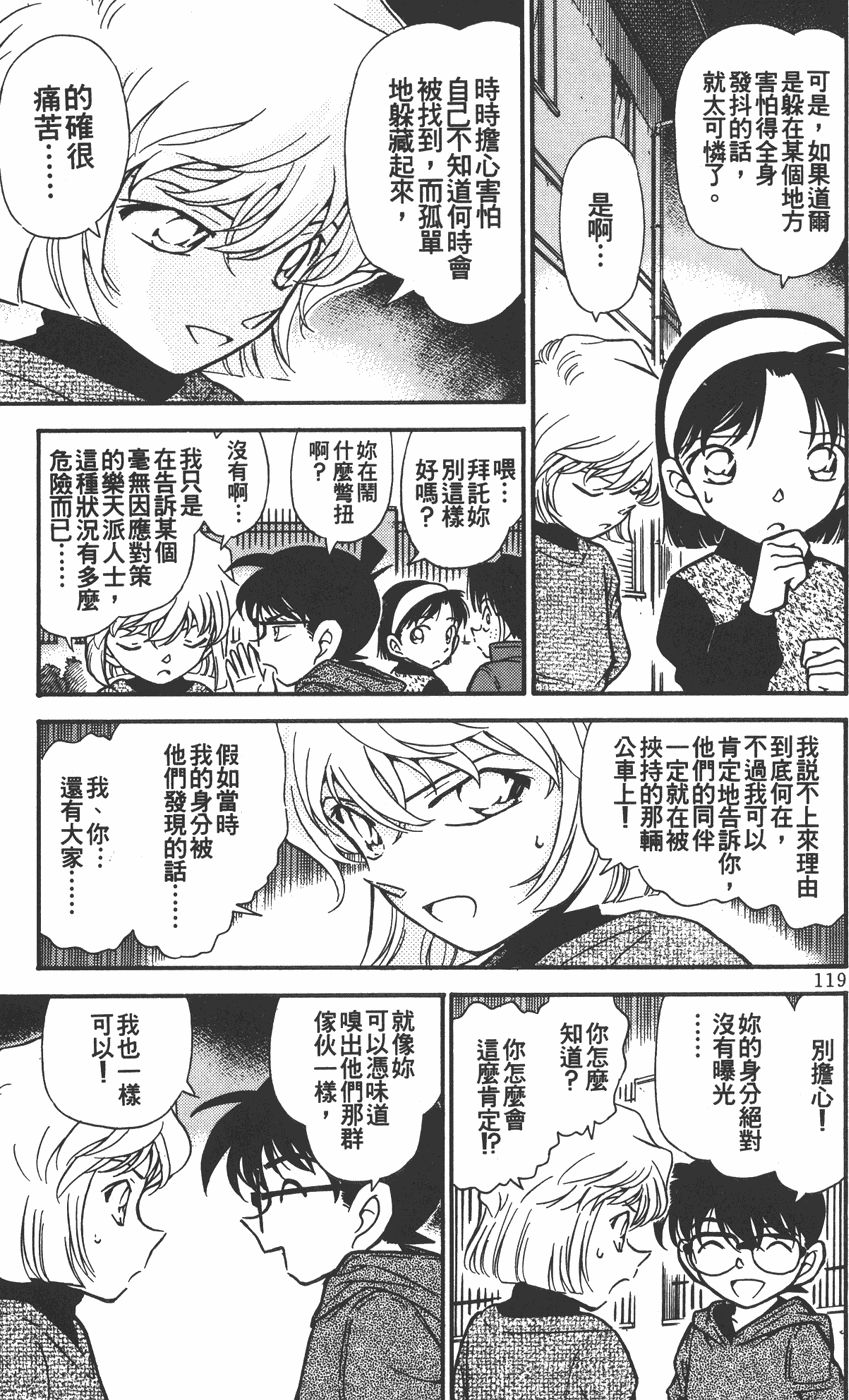 可是，如果道爾
是躲在某個地方
害怕得全身
發抖的話，
就太可憐了。
是啊…
時時擔心害怕
自己不知道何時會
被找到，而孤單
地躲藏起來，
的確很
痛苦……
喂…
拜託妳
別這樣
好嗎？
妳在鬧
什麼彆扭
啊？
沒有啊…
我只是
在告訴某個
毫無因應對策
的樂天派人士，
這種狀況有多麼
危險而已……
我說不上來理由
到底何在，
不過我可以
肯定地告訴你，
他們的同伴
一定就在被
挾持的那輛
公車上！
假如當時
我的身分被
他們發現的話……
我、你…
還有大家……
119
別擔心！
妳的身分絕對
沒有曝光
……
你怎麼
知道？
你怎麼會
這麼肯定!?
就像妳
可以憑味道
嗅出他們那群
傢伙一樣，
我也一樣
可以！